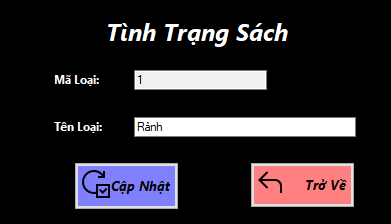 Tình Trạng Sách
Mã Loại: 1
Tên Loại: Rảnh
Cập Nhật Trở Về